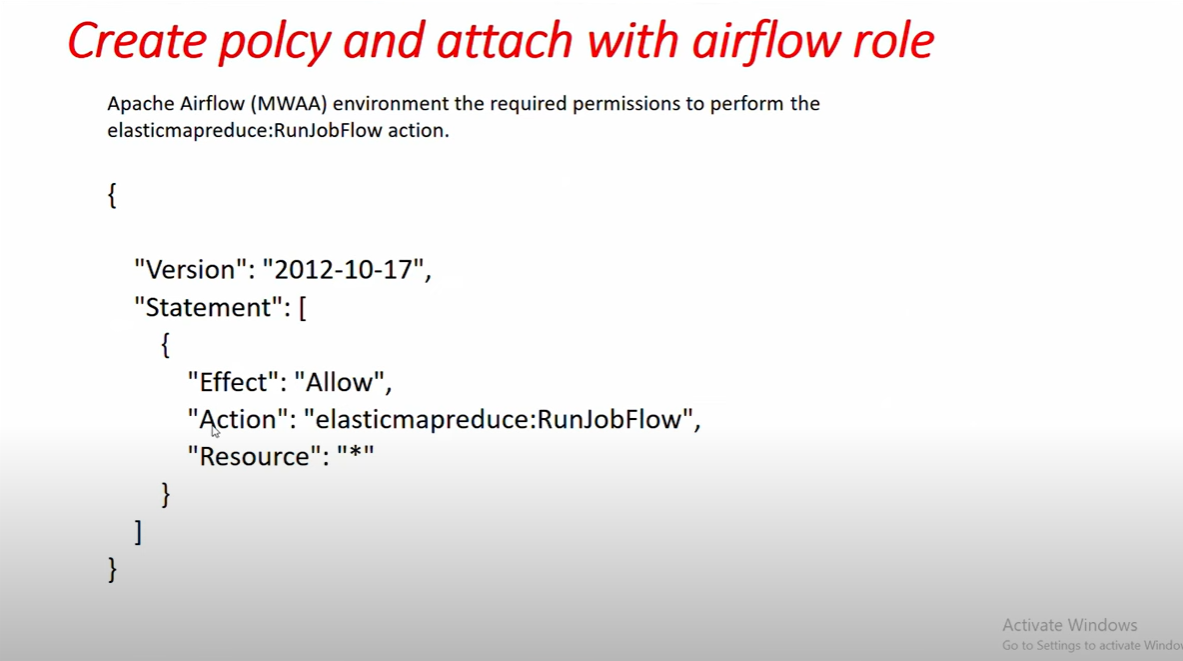 Create polcy and attach with airflow role
Apache Airflow (MWAA) environment the required permissions to perform the
elasticmapreduce:RunJobFlow action.
{
"Version": "2012-10-17",
"Statement": [
{
"Effect": "Allow",
"Action": "elasticmapreduce:RunJobFlow",
"Resource": "*"
}
]
}
Activate Windows
Go to Settings to activate Windo